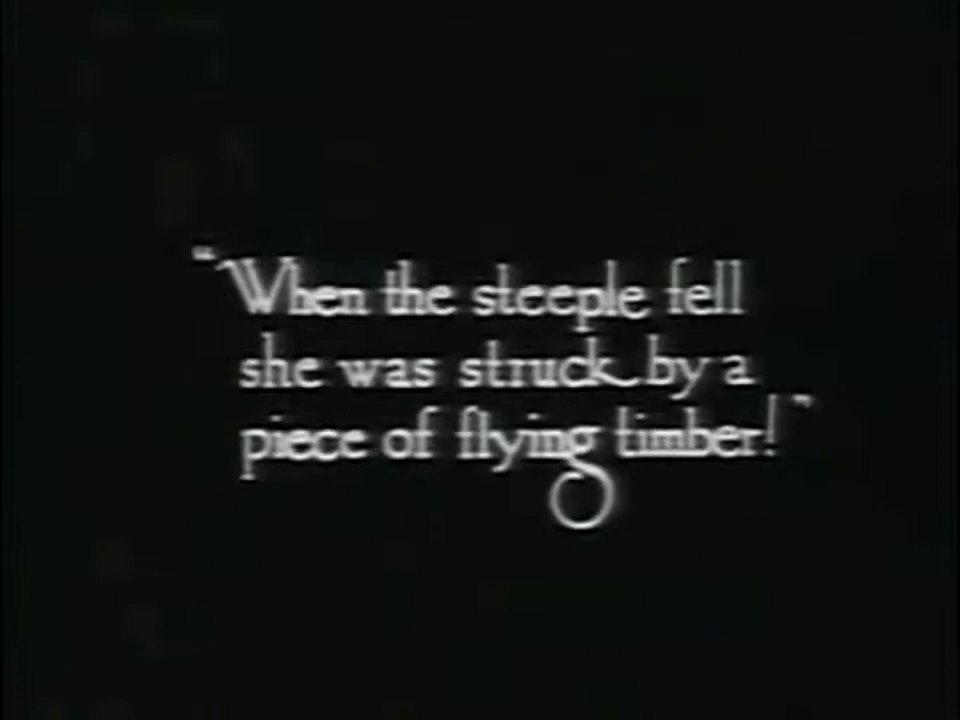 “When the steeple fell
she was struck by a
piece of flying timber!”